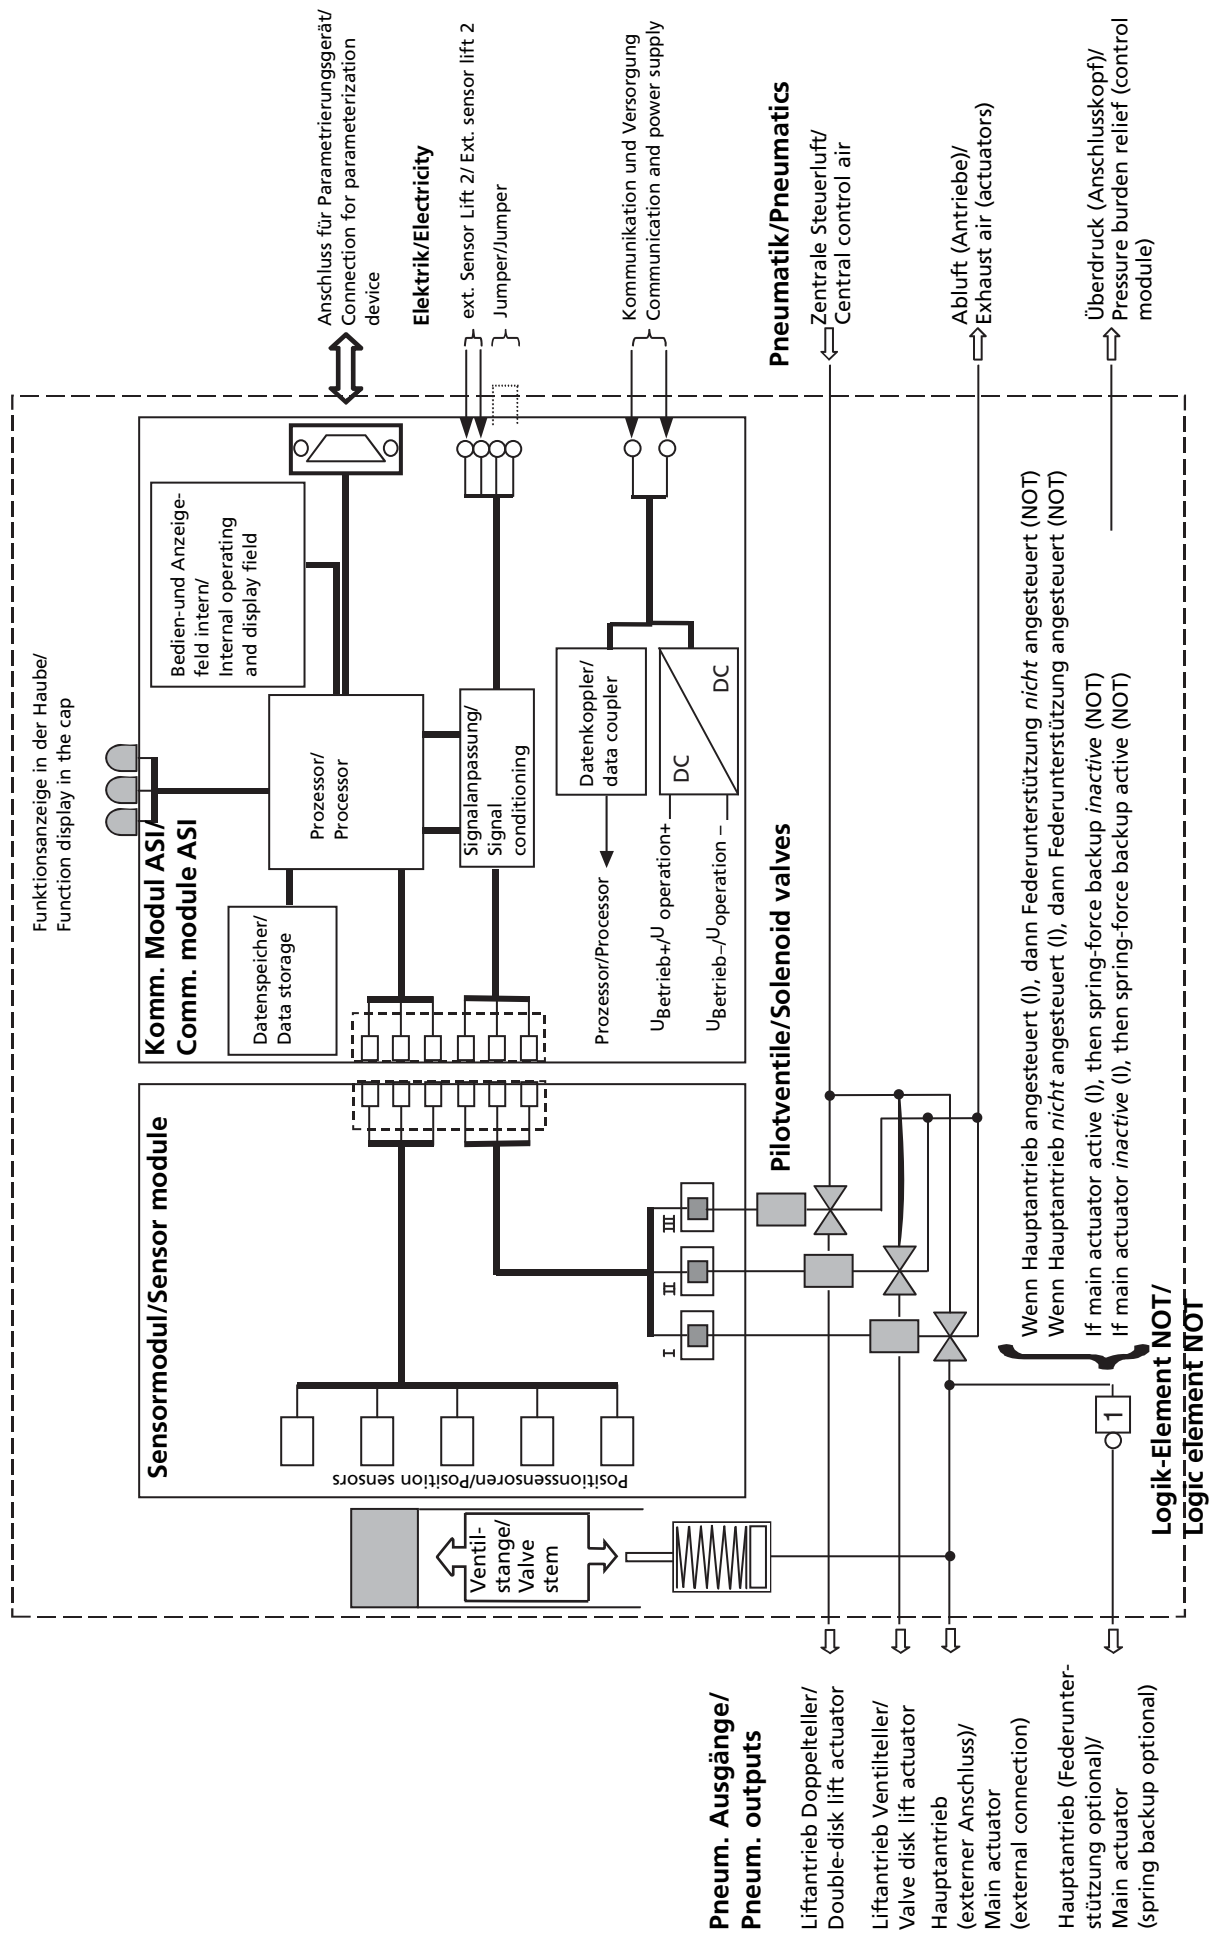 Funktionsanzeige in der Haube/
Function display in the cap
Komm. Modul ASI/
Comm. module ASI
Bedien-und Anzeige-
feld intern/
Internal operating
and display field
Prozessor/
Processor
Datenspeicher/
Data storage
Signalanpassung/
Signal
conditioning
Datenkoppler/
data coupler
DC
DC
Prozessor/Processor
UBetrieb+/U operation+
UBetrieb–/Uoperation –
Anschluss für Parametrierungsgerät/
Connection for parameterization
device
Elektrik/Electricity
ext. Sensor Lift 2/ Ext. sensor lift 2
Jumper/Jumper
Kommunikation und Versorgung
Communication and power supply
Pneumatik/Pneumatics
Zentrale Steuerluft/
Central control air
Abluft (Antriebe)/
Exhaust air (actuators)
Überdruck (Anschlusskopf)/
Pressure burden relief (control
module)
Sensormodul/Sensor module
Positionssensoren/Position sensors
I
II
III
Pilotventile/Solenoid valves
Ventil-
stange/
Valve
stem
Wenn Hauptantrieb angesteuert (I), dann Federunterstützung nicht angesteuert (NOT)
Wenn Hauptantrieb nicht angesteuert (I), dann Federunterstützung angesteuert (NOT)
If main actuator active (I), then spring-force backup inactive (NOT)
If main actuator inactive (I), then spring-force backup active (NOT)
1
Logik-Element NOT/
Logic element NOT
Pneum. Ausgänge/
Pneum. outputs
Liftantrieb Doppelteller/
Double-disk lift actuator
Liftantrieb Ventilteller/
Valve disk lift actuator
Hauptantrieb
(externer Anschluss)/
Main actuator
(external connection)
Hauptantrieb (Federunter-
stützung optional)/
Main actuator
(spring backup optional)